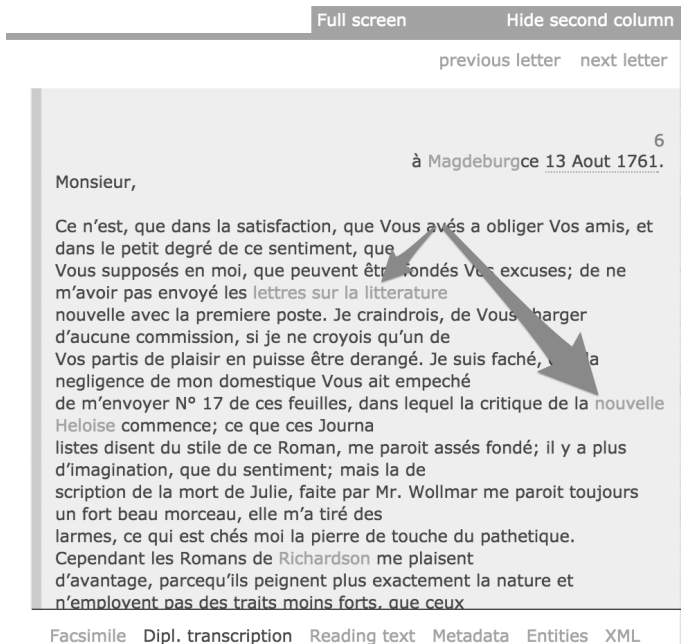 Full screen Hide second column
previous letter next letter
6
à Magdeburgce 13 Aout 1761.
Monsieur,
Ce n’est, que dans la satisfaction, que Vous avés a obliger Vos amis, et
dans le petit degré de ce sentiment, que
Vous supposés en moi, que peuvent être fondés Vos excuses; de ne
m’avoir pas envoyé les lettres sur la litterature
nouvelle avec la premiere poste. Je craindrois, de Vous charger
d’aucune commission, si je ne croyois qu’un de
Vos partis de plaisir en puisse être derangé. Je suis faché, la
negligence de mon domestique Vous ait empeché
de m’envoyer N° 17 de ces feuilles, dans lequel la critique de la nouvelle
Heloise commence; ce que ces Journa
listes disent du stile de ce Roman, me paroit assés fondé; il y a plus
d’imagination, que du sentiment; mais la de
scription de la mort de Julie, faite par Mr. Wollmar me paroit toujours
un fort beau morceau, elle m’a tiré des
larmes, ce qui est chés moi la pierre de touche du pathetique.
Cependant les Romans de Richardson me plaisent
d’avantage, parcequ’ils peignent plus exactement la nature et
n’employent pas des traits moins forts, que ceux
Facsimile Dipl. transcription Reading text Metadata Entities XML